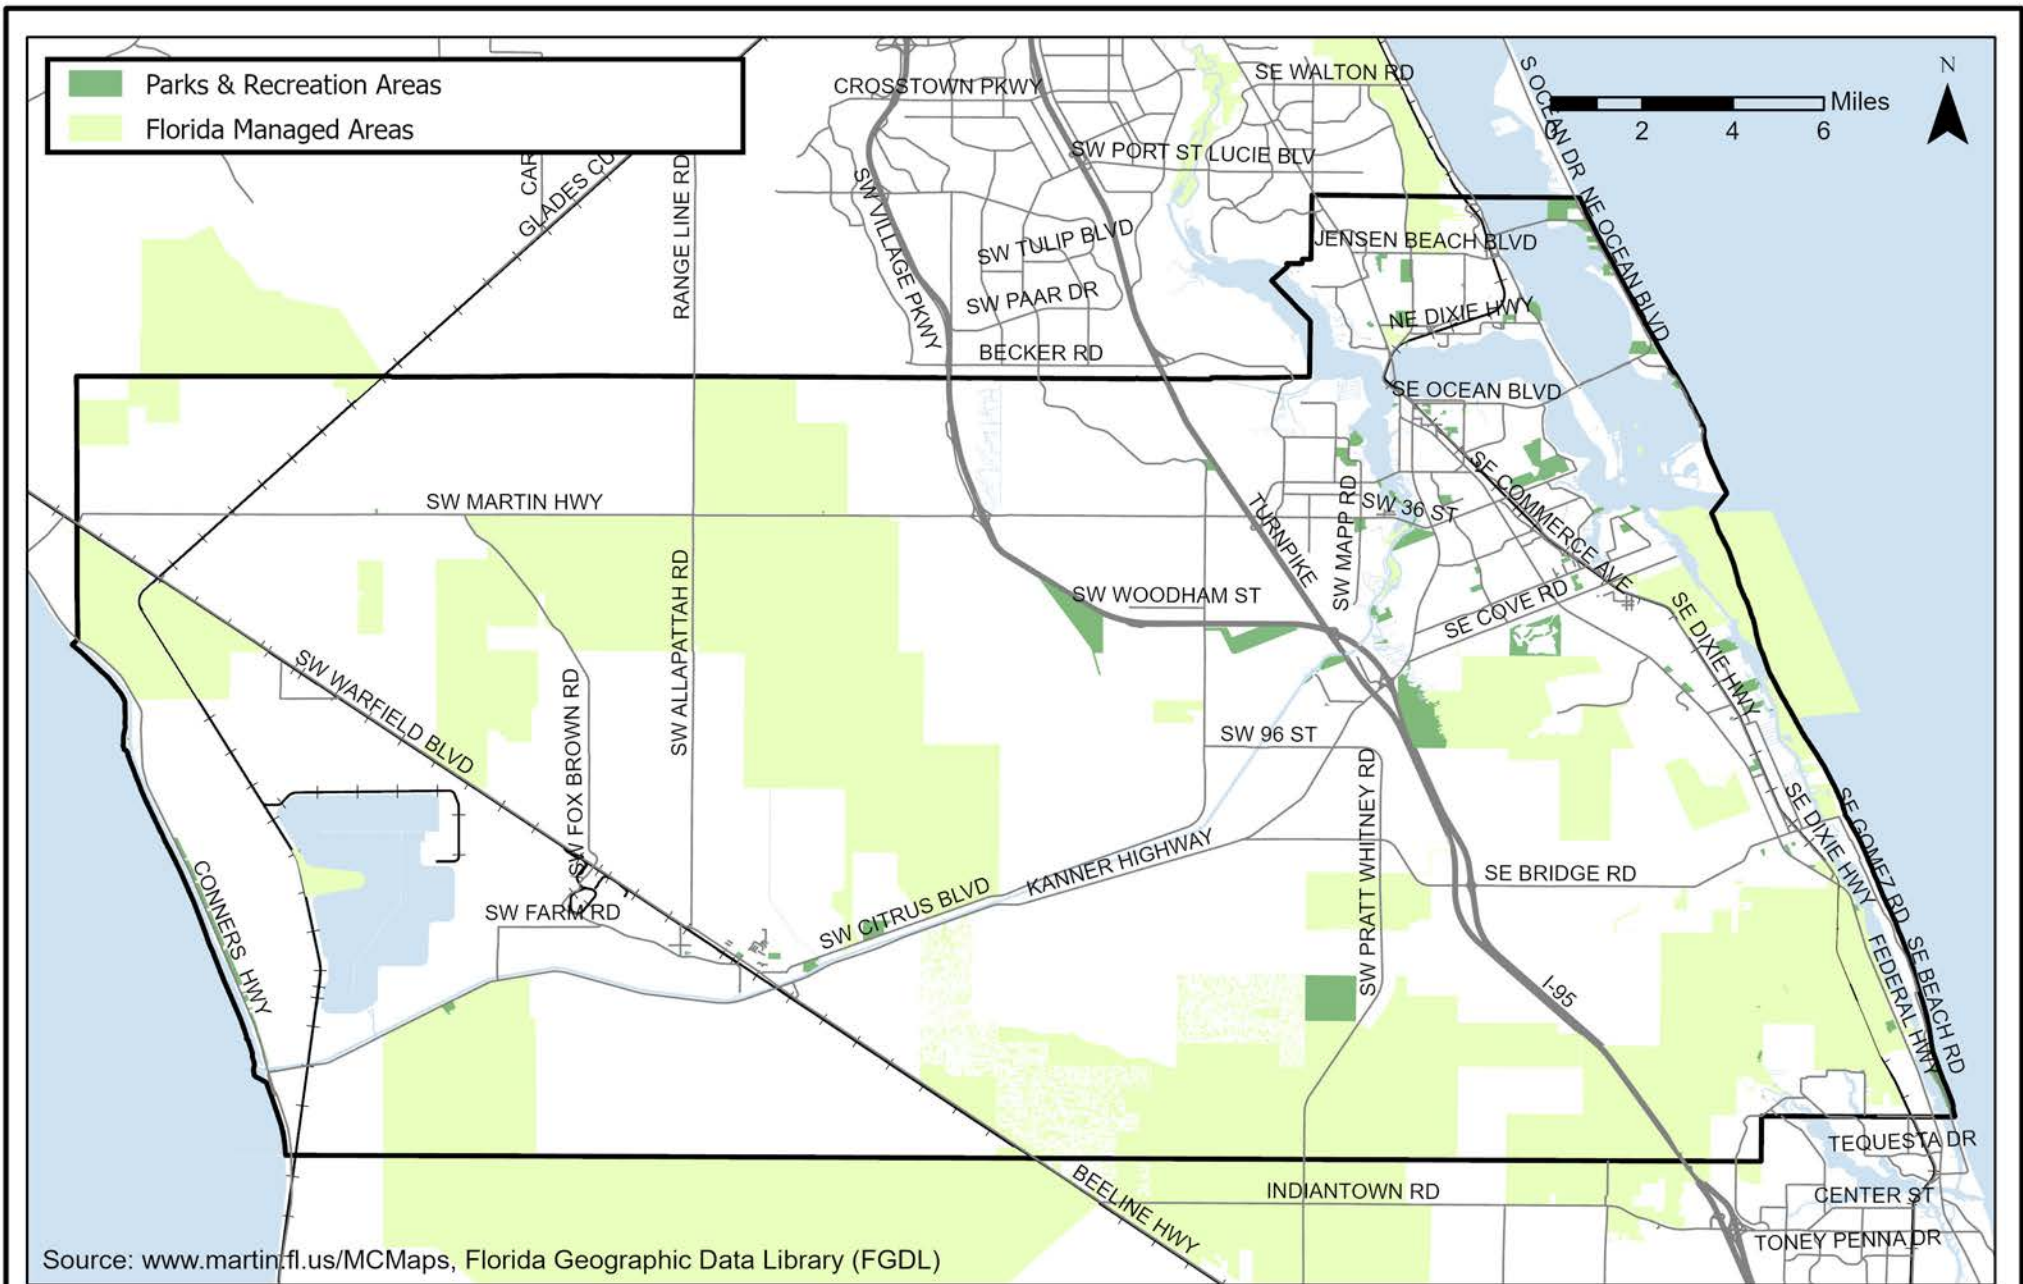 Parks & Recreation Areas
Florida Managed Areas
N
Miles
0 2 4 6
CROSSTOWN PKWY
SE WALTON RD
S OCEAN DR
SW PORT ST LUCIE BLV
CAR
GLADES CU
RANGE LINE RD
SW VILLAGE PKWY
SW TULIP BLVD
JENSEN BEACH BLVD
NE OCEAN BLVD
SW PAAR DR
NE DIXIE HWY
BECKER RD
SE OCEAN BLVD
SW MARTIN HWY
TURNPIKE
SW MAPP RD
SW 36 ST
SE COMMERCE AVE
SW ALLAPATTAH RD
SW WOODHAM ST
SE COVE RD
SE DIXIE HWY
SW WARFIELD BLVD
SW FOX BROWN RD
SW 96 ST
SW PRATT WHITNEY RD
SE DIXIE HWY
SE GOMEZ RD
CONNERS HWY
KANNER HIGHWAY
SE BRIDGE RD
SW FARM RD
SW CITRUS BLVD
I-95
FEDERAL HWY
SE BEACH RD
TEQUESTA DR
BEELINE HWY
INDIANTOWN RD
CENTER ST
TONEY PENNA DR
Source: www.martin.fl.us/MCMaps, Florida Geographic Data Library (FGDL)